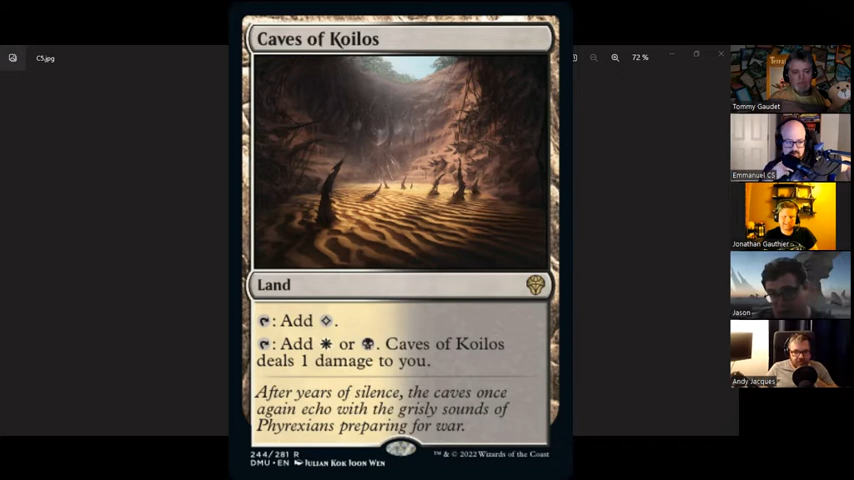 Caves of Koilos
C5.jpg
72 %
Land
: Add .
: Add or . Caves of Koilos
deals 1 damage to you.
After years of silence, the caves once
again echo with the grisly sounds of
Phyrexians preparing for war.
244/281 R
DMU • EN Julian Kok Joon Wen
™ & © 2022 Wizards of the Coast
Tommy Gaudet
Emmanuel CS
Jonathan Gauthier
Jason
Andy Jacques